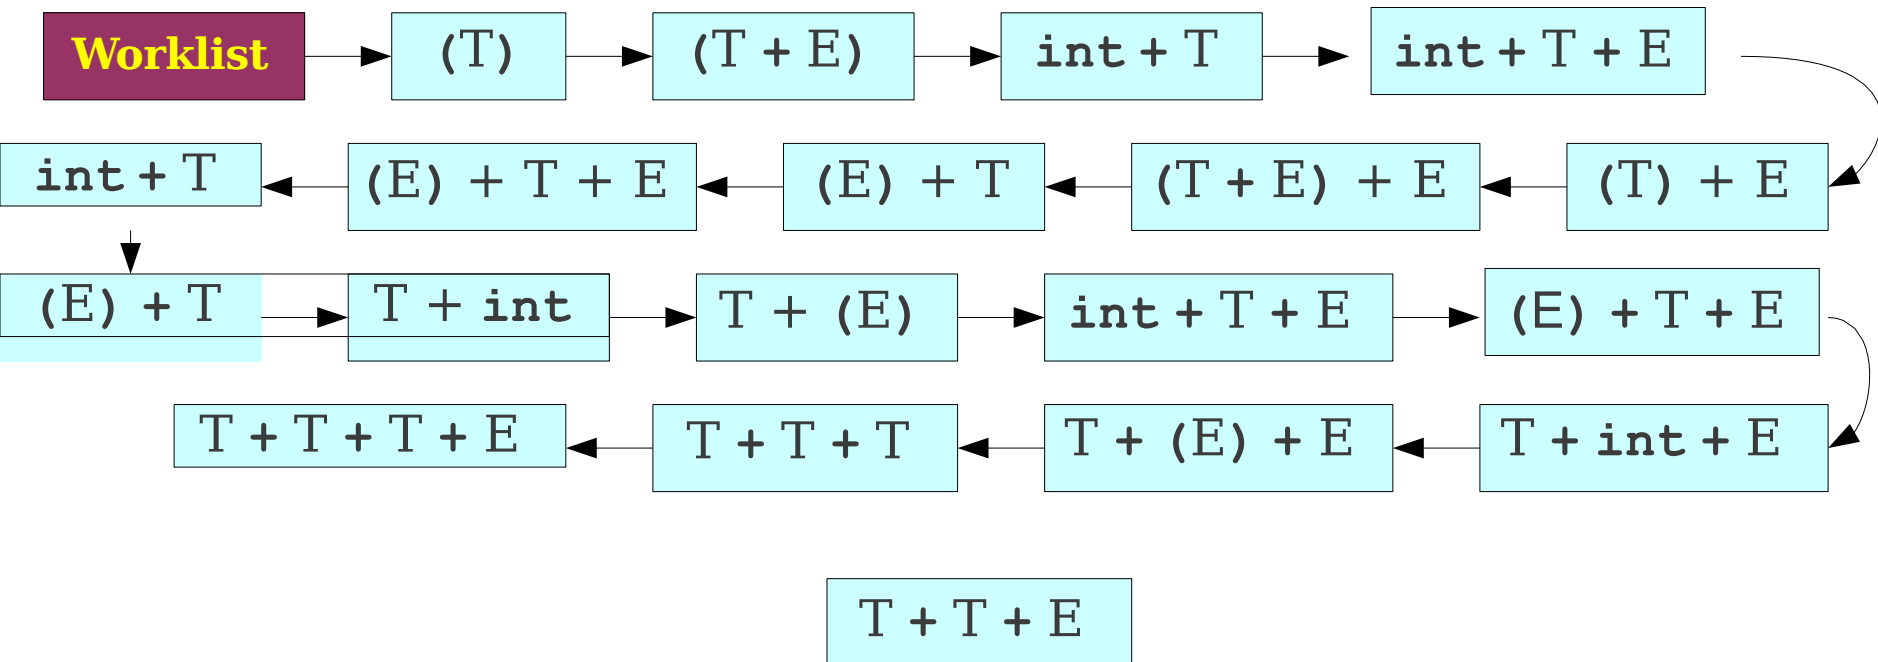 Worklist (T) (T + E) int + T int + T + E
int + T (E) + T + E (E) + T (T + E) + E (T) + E
(E) + T T + int T + (E) int + T + E (E) + T + E
T + T + T + E T + T + T T + (E) + E T + int + E
T + T + E